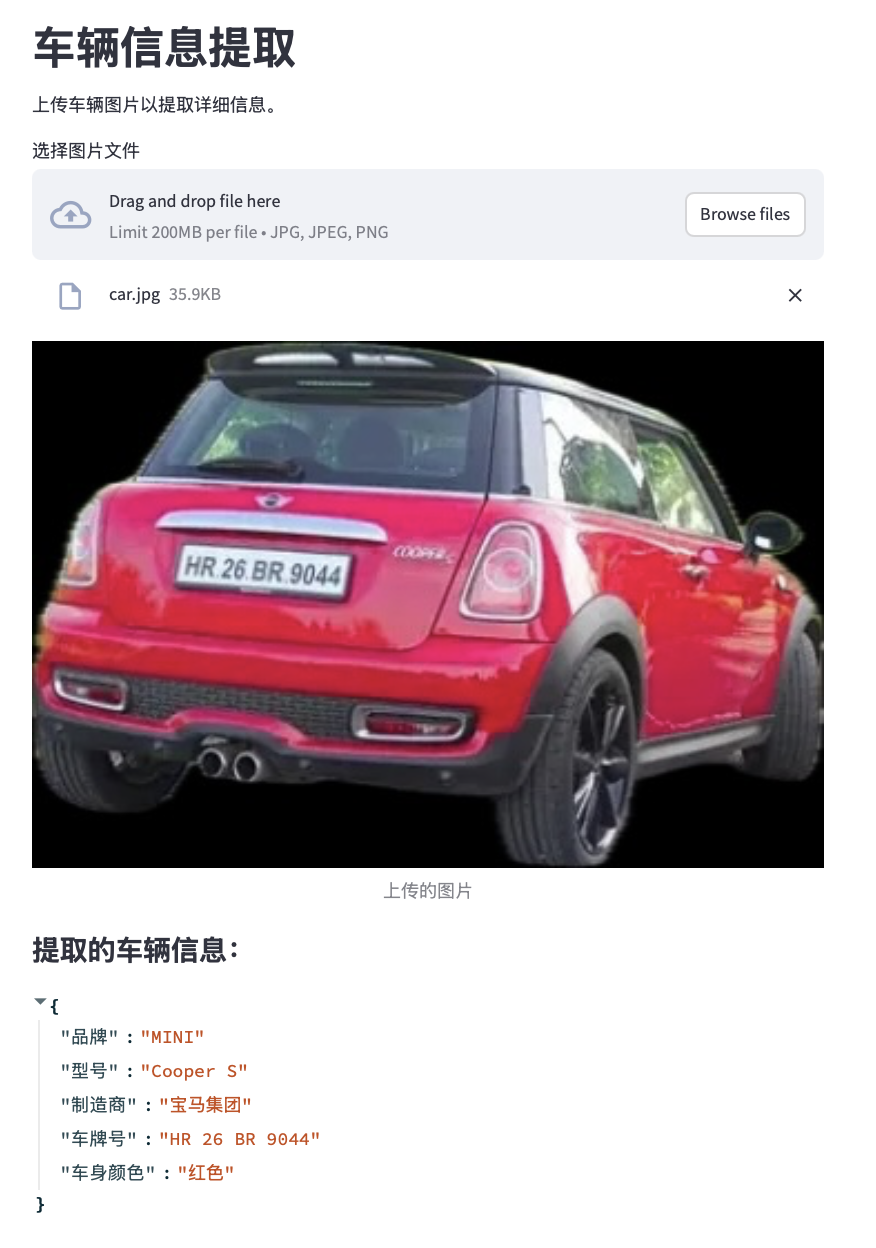 车辆信息提取
上传车辆图片以提取详细信息。
选择图片文件
Drag and drop file here
Limit 200MB per file • JPG, JPEG, PNG
Browse files
car.jpg 35.9KB
COOPER S
HR 26 BR 9044
上传的图片
提取的车辆信息：
{
"品牌" : "MINI"
"型号" : "Cooper S"
"制造商" : "宝马集团"
"车牌号" : "HR 26 BR 9044"
"车身颜色" : "红色"
}